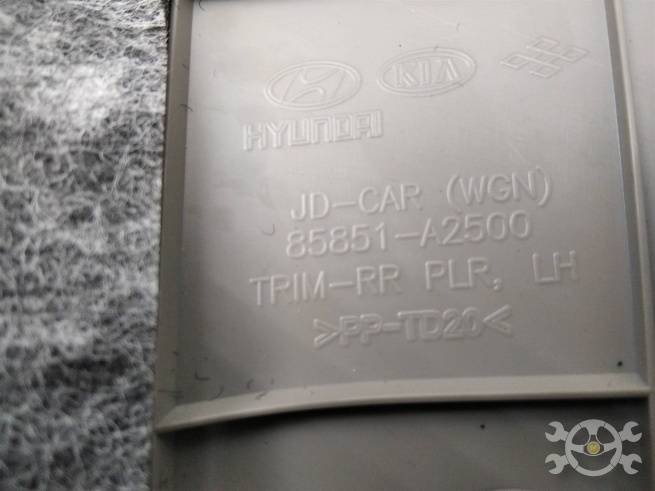 KIA
HYUNDAI
JD-CAR (WGN)
85851-A2500
TRIM-RR PLR, LH
>PP-TD20<